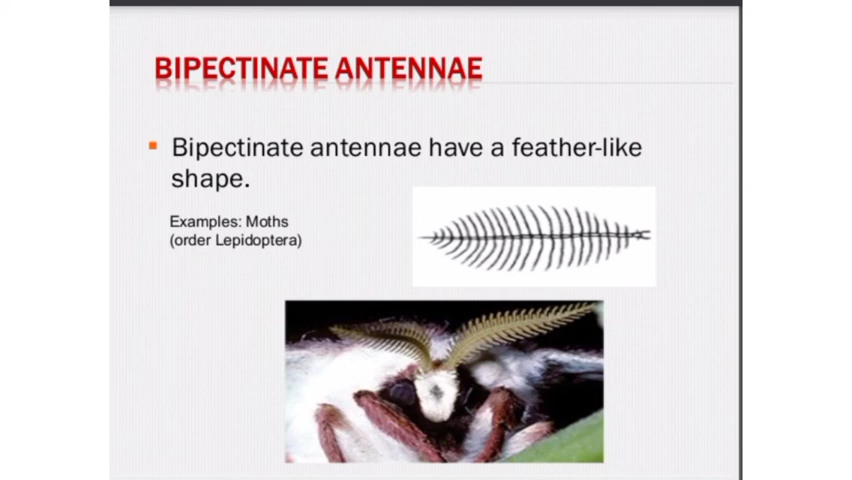 BIPECTINATE ANTENNAE
Bipectinate antennae have a feather-like
shape.
Examples: Moths
(order Lepidoptera)